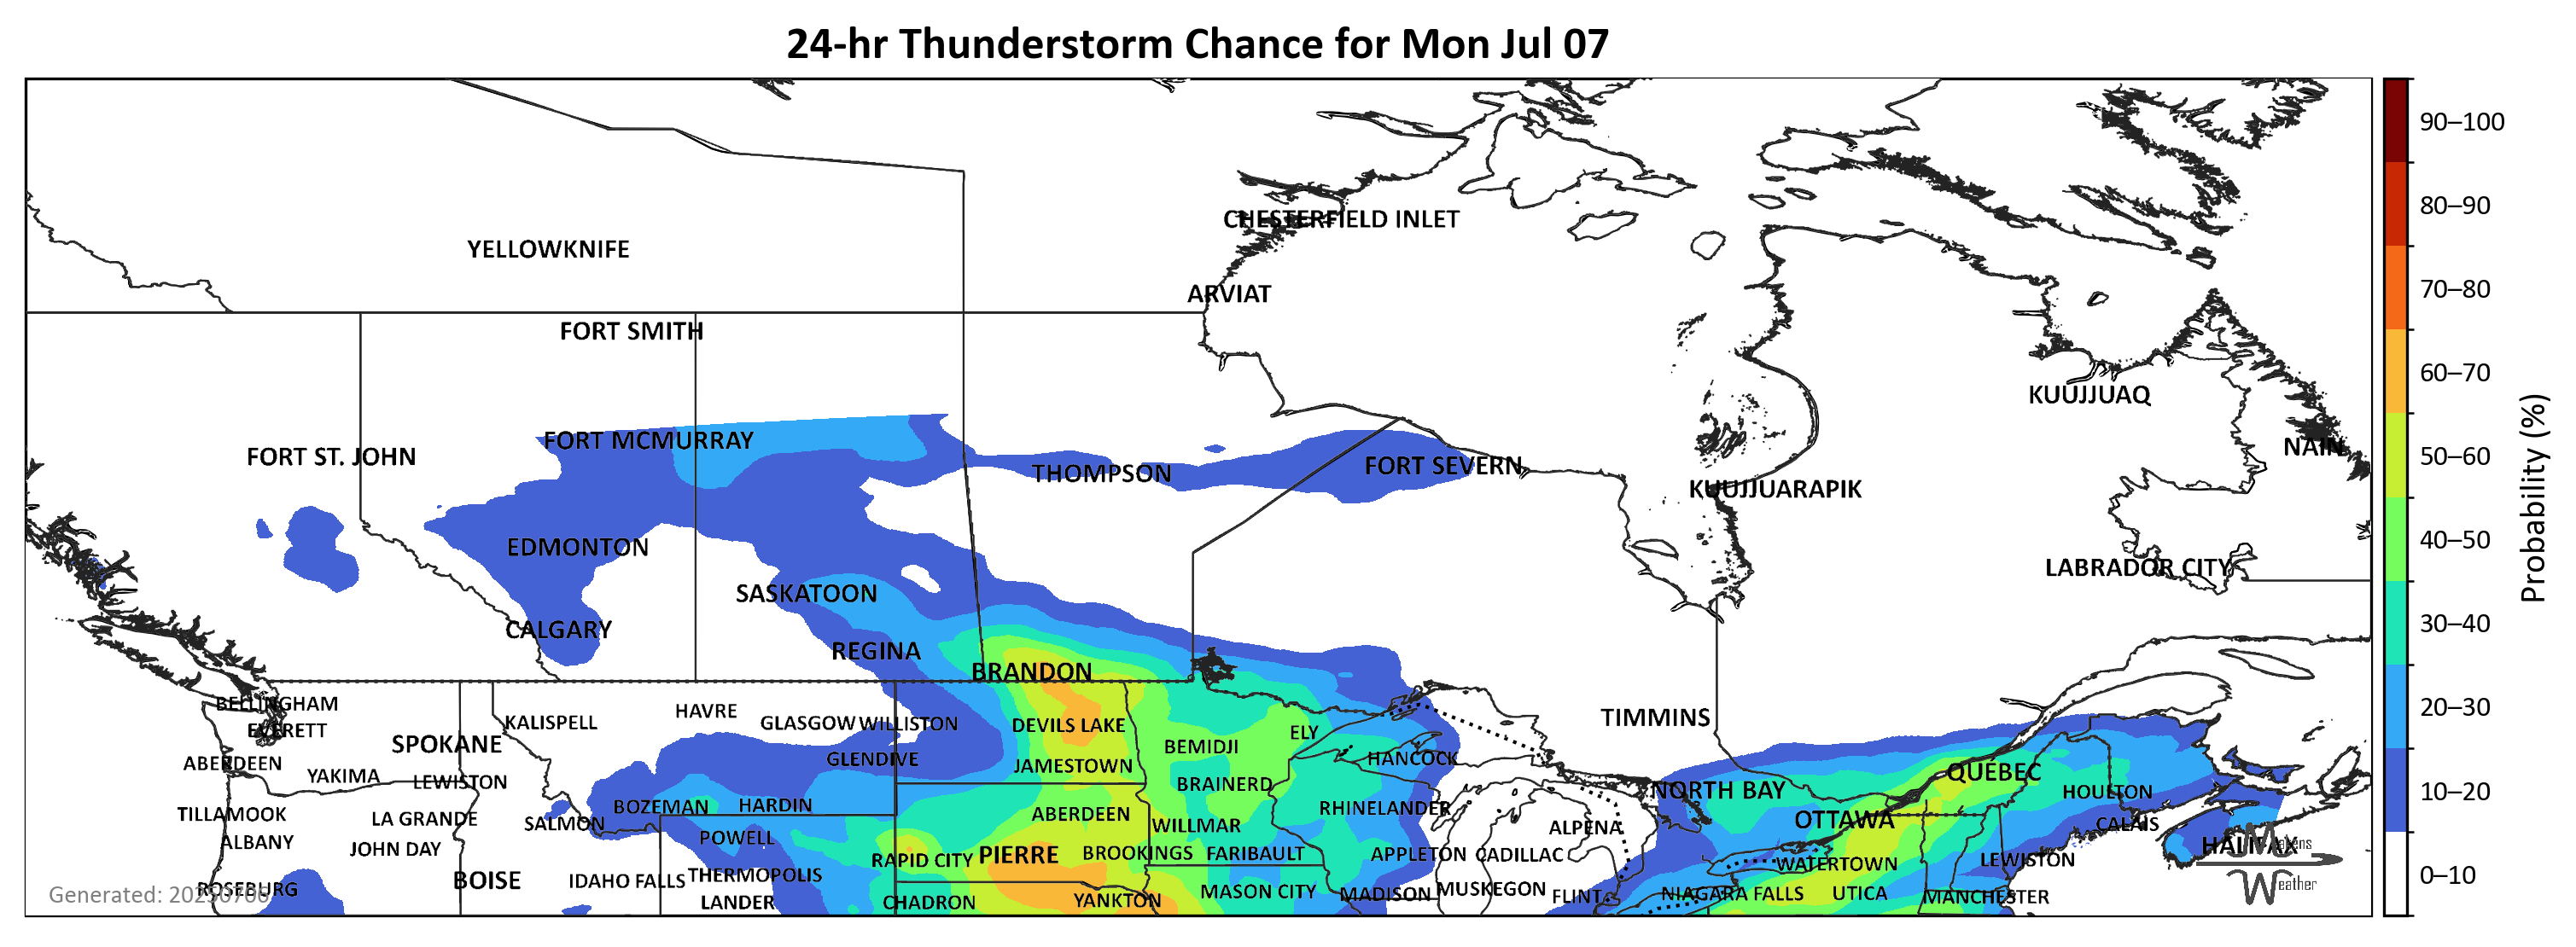 24-hr Thunderstorm Chance for Mon Jul 07
90–100
80–90
70–80
60–70
50–60
40–50
30–40
20–30
10–20
0–10
Probability (%)
CHESTERFIELD INLET
YELLOWKNIFE
ARVIAT
FORT SMITH
KUUJJUAQ
FORT MCMURRAY
NAIN
FORT ST. JOHN
FORT SEVERN
THOMPSON
KUUJJUARAPIK
EDMONTON
LABRADOR CITY
SASKATOON
CALGARY
REGINA
BRANDON
BELLINGHAM
HAVRE
TIMMINS
KALISPELL
GLASGOW
WILLISTON
DEVILS LAKE
EVERETT
ELY
SPOKANE
BEMIDJI
HANCOCK
GLENDIVE
ABERDEEN
JAMESTOWN
QUÉBEC
YAKIMA
LEWISTON
BRAINERD
NORTH BAY
HOULTON
BOZEMAN
HARDIN
RHINELANDER
TILLAMOOK
LA GRANDE
ABERDEEN
OTTAWA
SALMON
WILLMAR
ALPENA
CALAIS
POWELL
ALBANY
JOHN DAY
HALIFAX
Makens
Weather
RAPID CITY
PIERRE
BROOKINGS
FARIBAULT
APPLETON
CADILLAC
WATERTOWN
LEWISTON
BOISE
IDAHO FALLS
THERMOPOLIS
ROSEBURG
Generated: 20250706
MASON CITY
MADISON
MUSKEGON
FLINT
NIAGARA FALLS
UTICA
MANCHESTER
LANDER
CHADRON
YANKTON